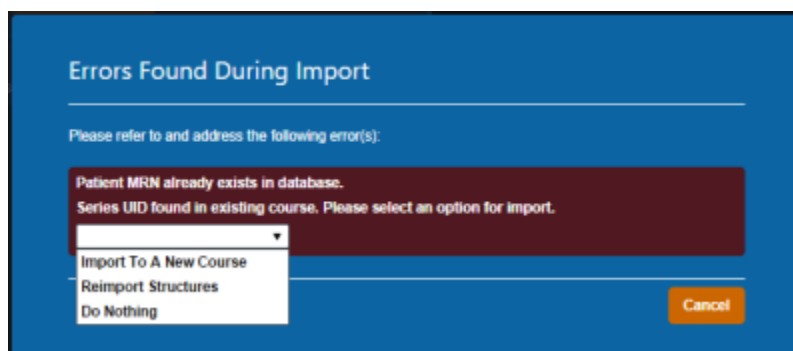 Errors Found During Import
Please refer to and address the following error(s):
Patient MRN already exists in database.
Series UID found in existing course. Please select an option for import.
Import To A New Course
Reimport Structures
Do Nothing
Cancel